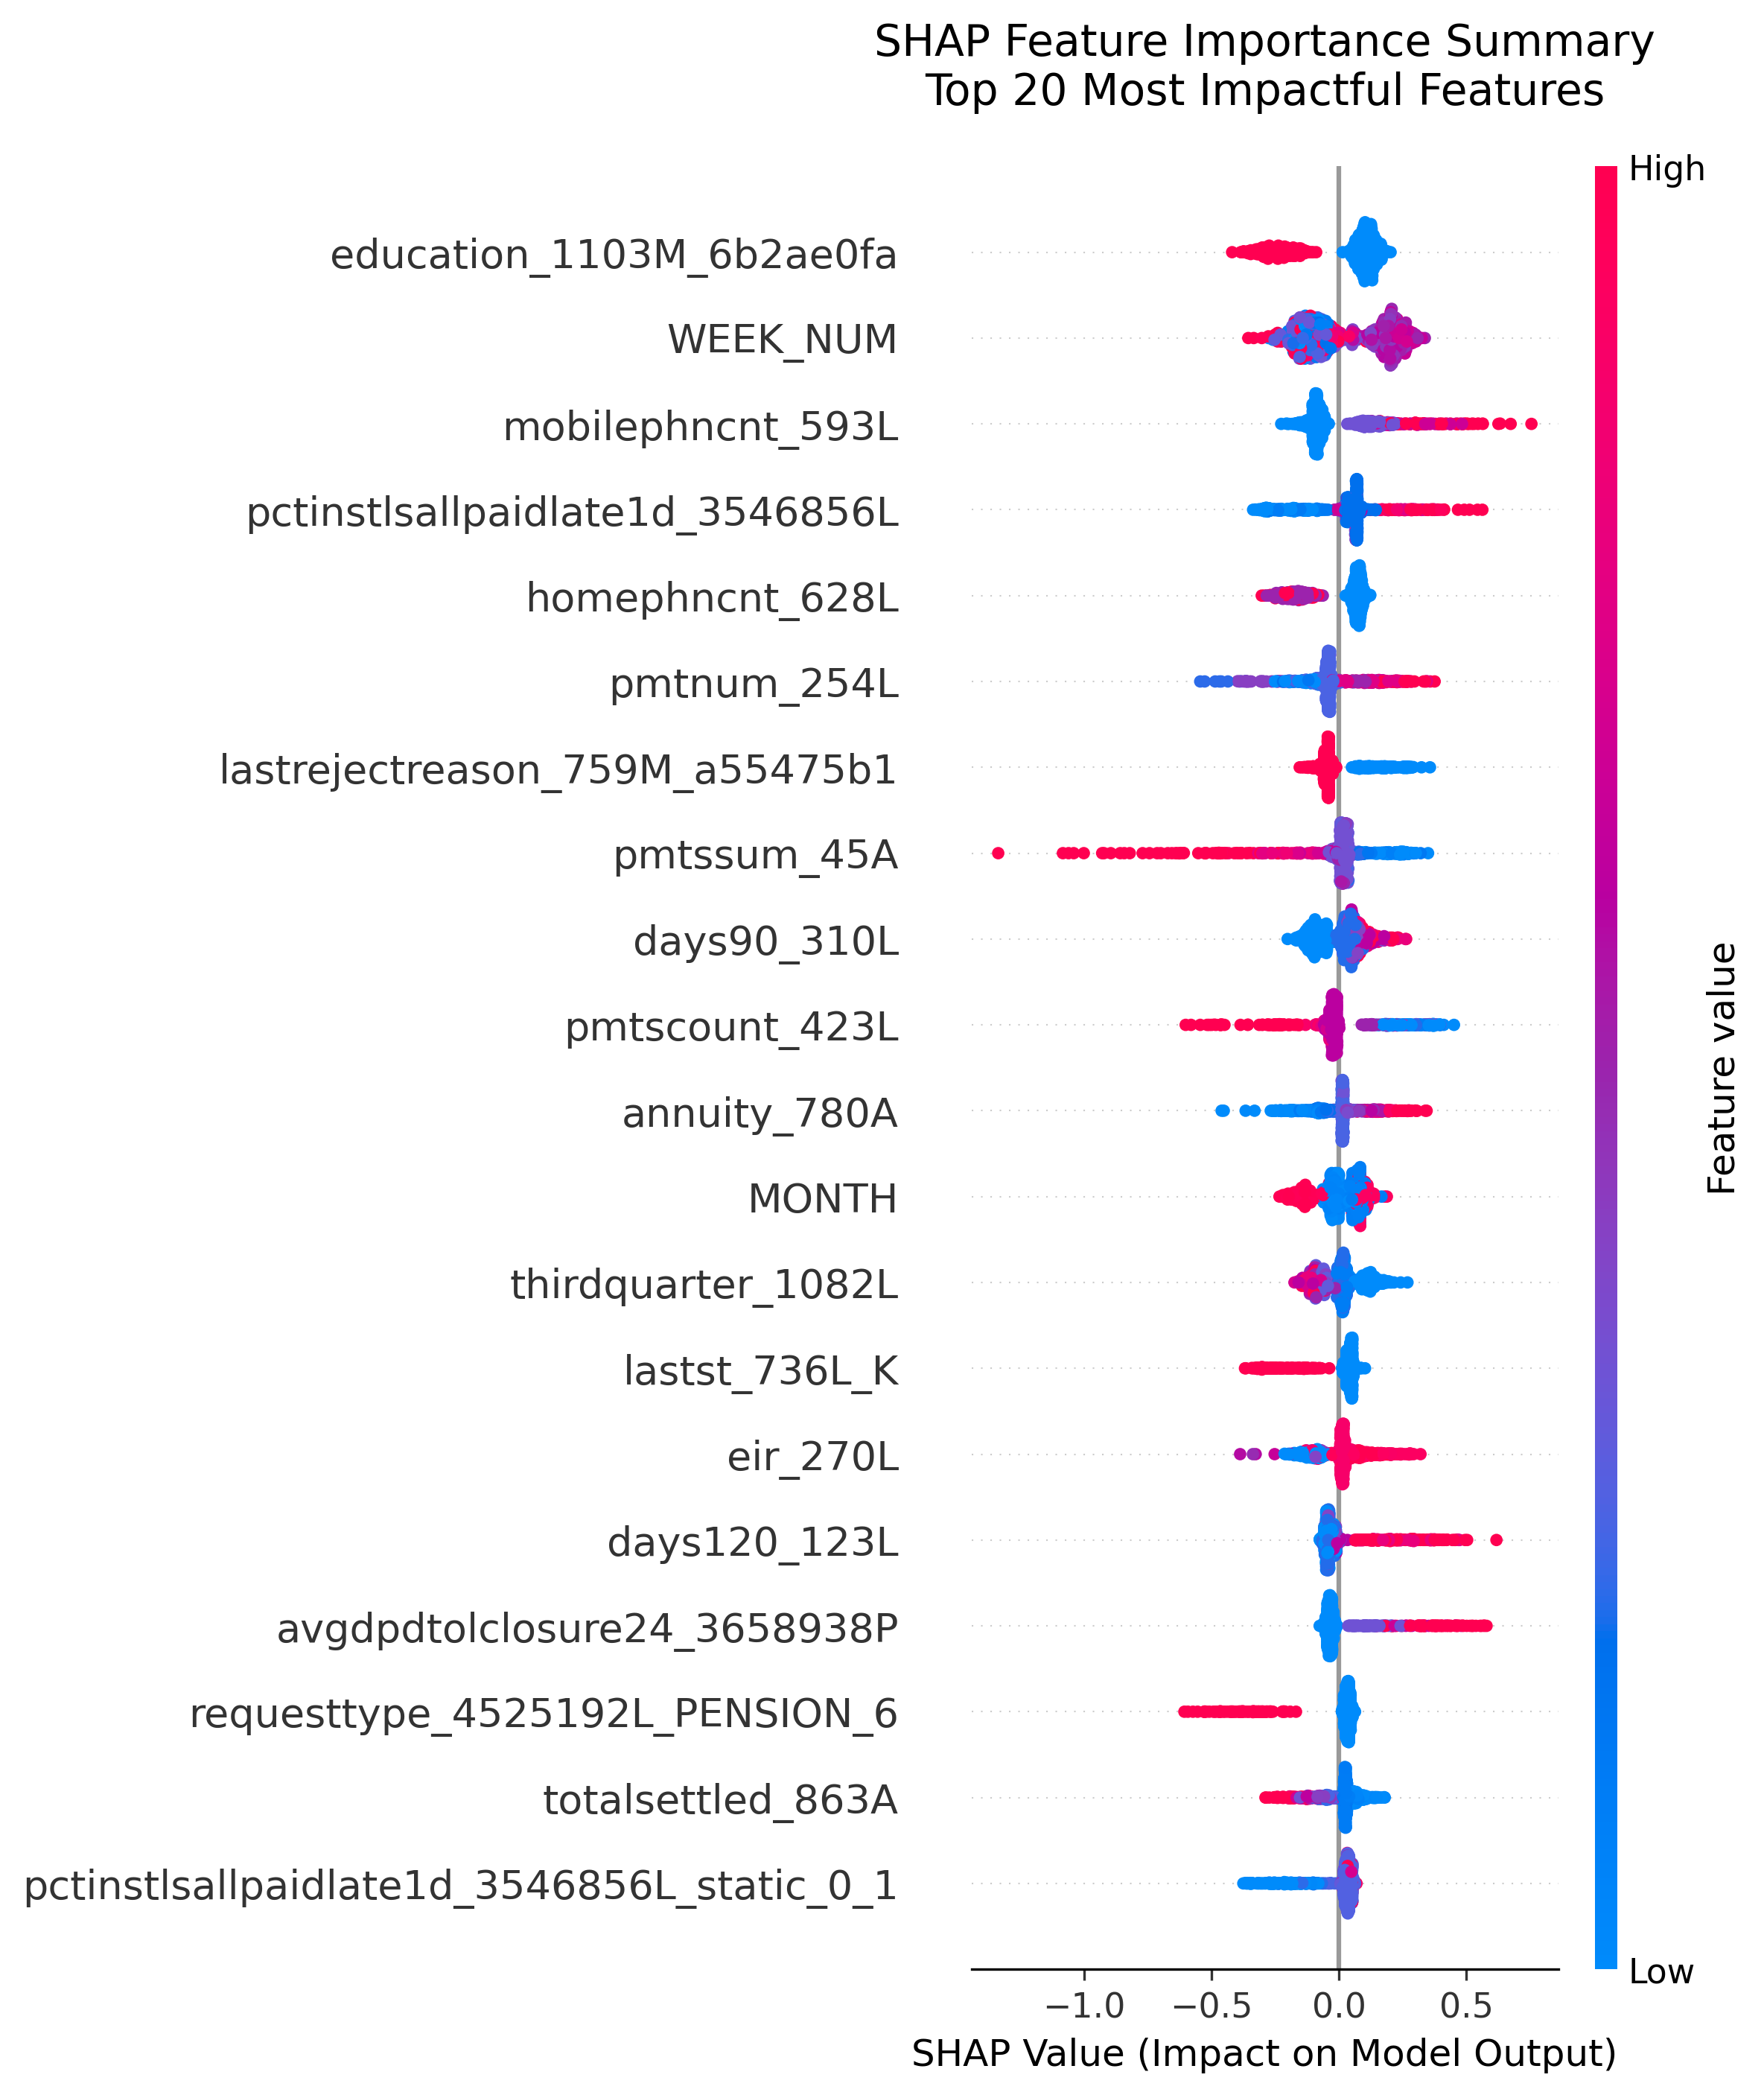 SHAP Feature Importance Summary
Top 20 Most Impactful Features
High
education_1103M_6b2ae0fa
WEEK_NUM
mobilephncnt_593L
pctinstlsallpaidlate1d_3546856L
homephncnt_628L
pmtnum_254L
lastrejectreason_759M_a55475b1
pmtssum_45A
days90_310L
pmtscount_423L
annuity_780A
MONTH
thirdquarter_1082L
lastst_736L_K
eir_270L
days120_123L
avgdpdtolclosure24_3658938P
requesttype_4525192L_PENSION_6
totalsettled_863A
pctinstlsallpaidlate1d_3546856L_static_0_1
Feature value
Low
−1.0 −0.5 0.0 0.5
SHAP Value (Impact on Model Output)